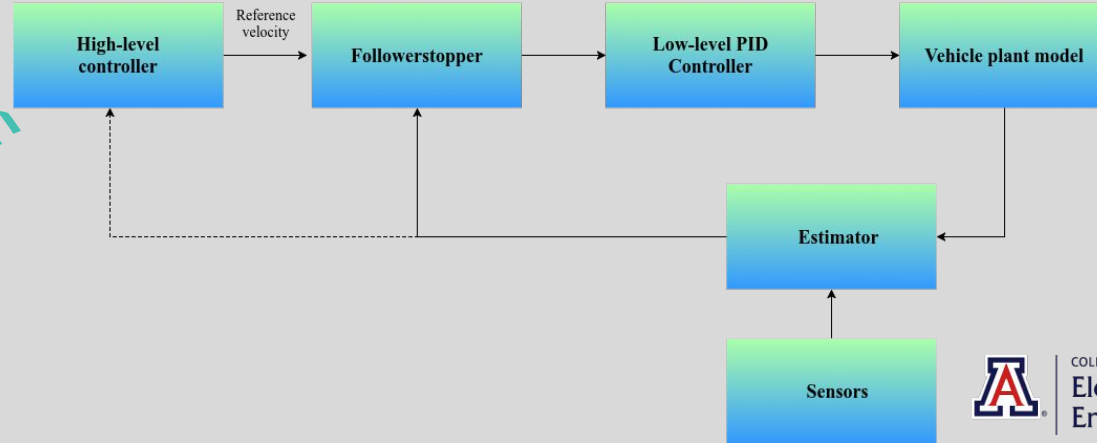 Reference
velocity
High-level
controller
Followerstopper
Low-level PID
Controller
Vehicle plant model
Estimator
Sensors
A